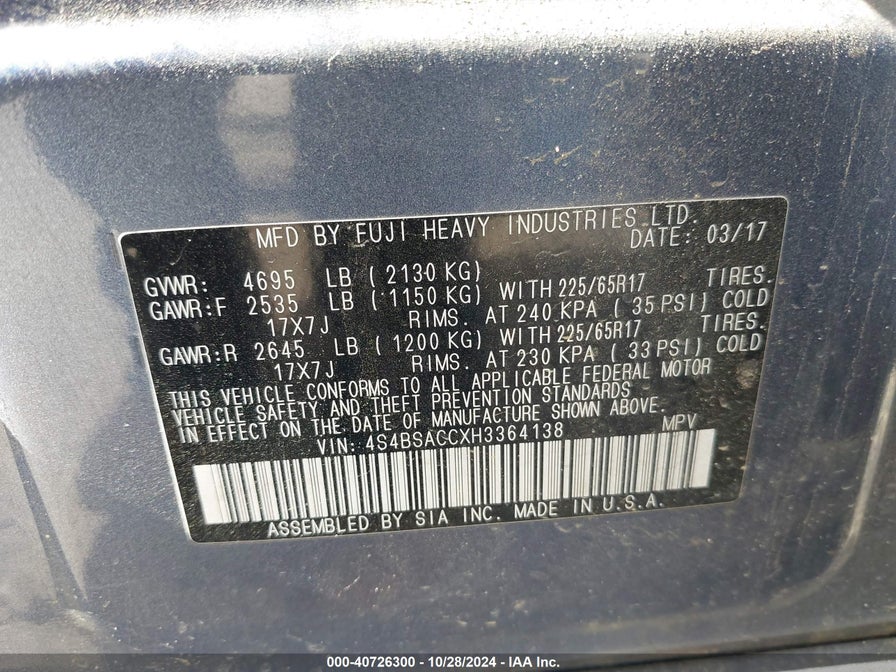 MFD BY FUJI HEAVY INDUSTRIES LTD.
DATE: 03/17
GVWR: 4695 LB ( 2130 KG)
GAWR:F 2535 LB ( 1150 KG) WITH 225/65R17 TIRES.
17X7J RIMS. AT 240 KPA ( 35 PSI) COLD
GAWR:R 2645 LB ( 1200 KG) WITH 225/65R17 TIRES.
17X7J RIMS. AT 230 KPA ( 33 PSI) COLD
THIS VEHICLE CONFORMS TO ALL APPLICABLE FEDERAL MOTOR
VEHICLE SAFETY AND THEFT PREVENTION STANDARDS
IN EFFECT ON THE DATE OF MANUFACTURE SHOWN ABOVE.
VIN: 4S4BSACCXH3364138 MPV
ASSEMBLED BY SIA INC. MADE IN U.S.A.
000-40726300 - 10/28/2024 - IAA Inc.